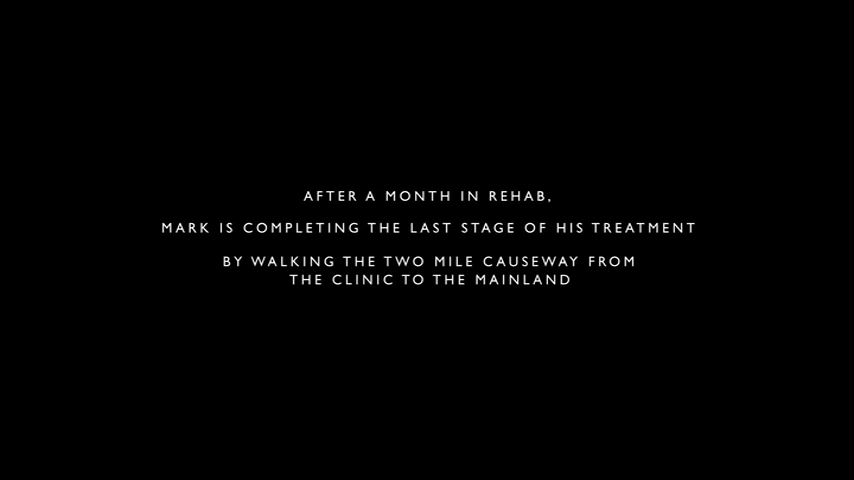 AFTER A MONTH IN REHAB,
MARK IS COMPLETING THE LAST STAGE OF HIS TREATMENT
BY WALKING THE TWO MILE CAUSEWAY FROM
THE CLINIC TO THE MAINLAND